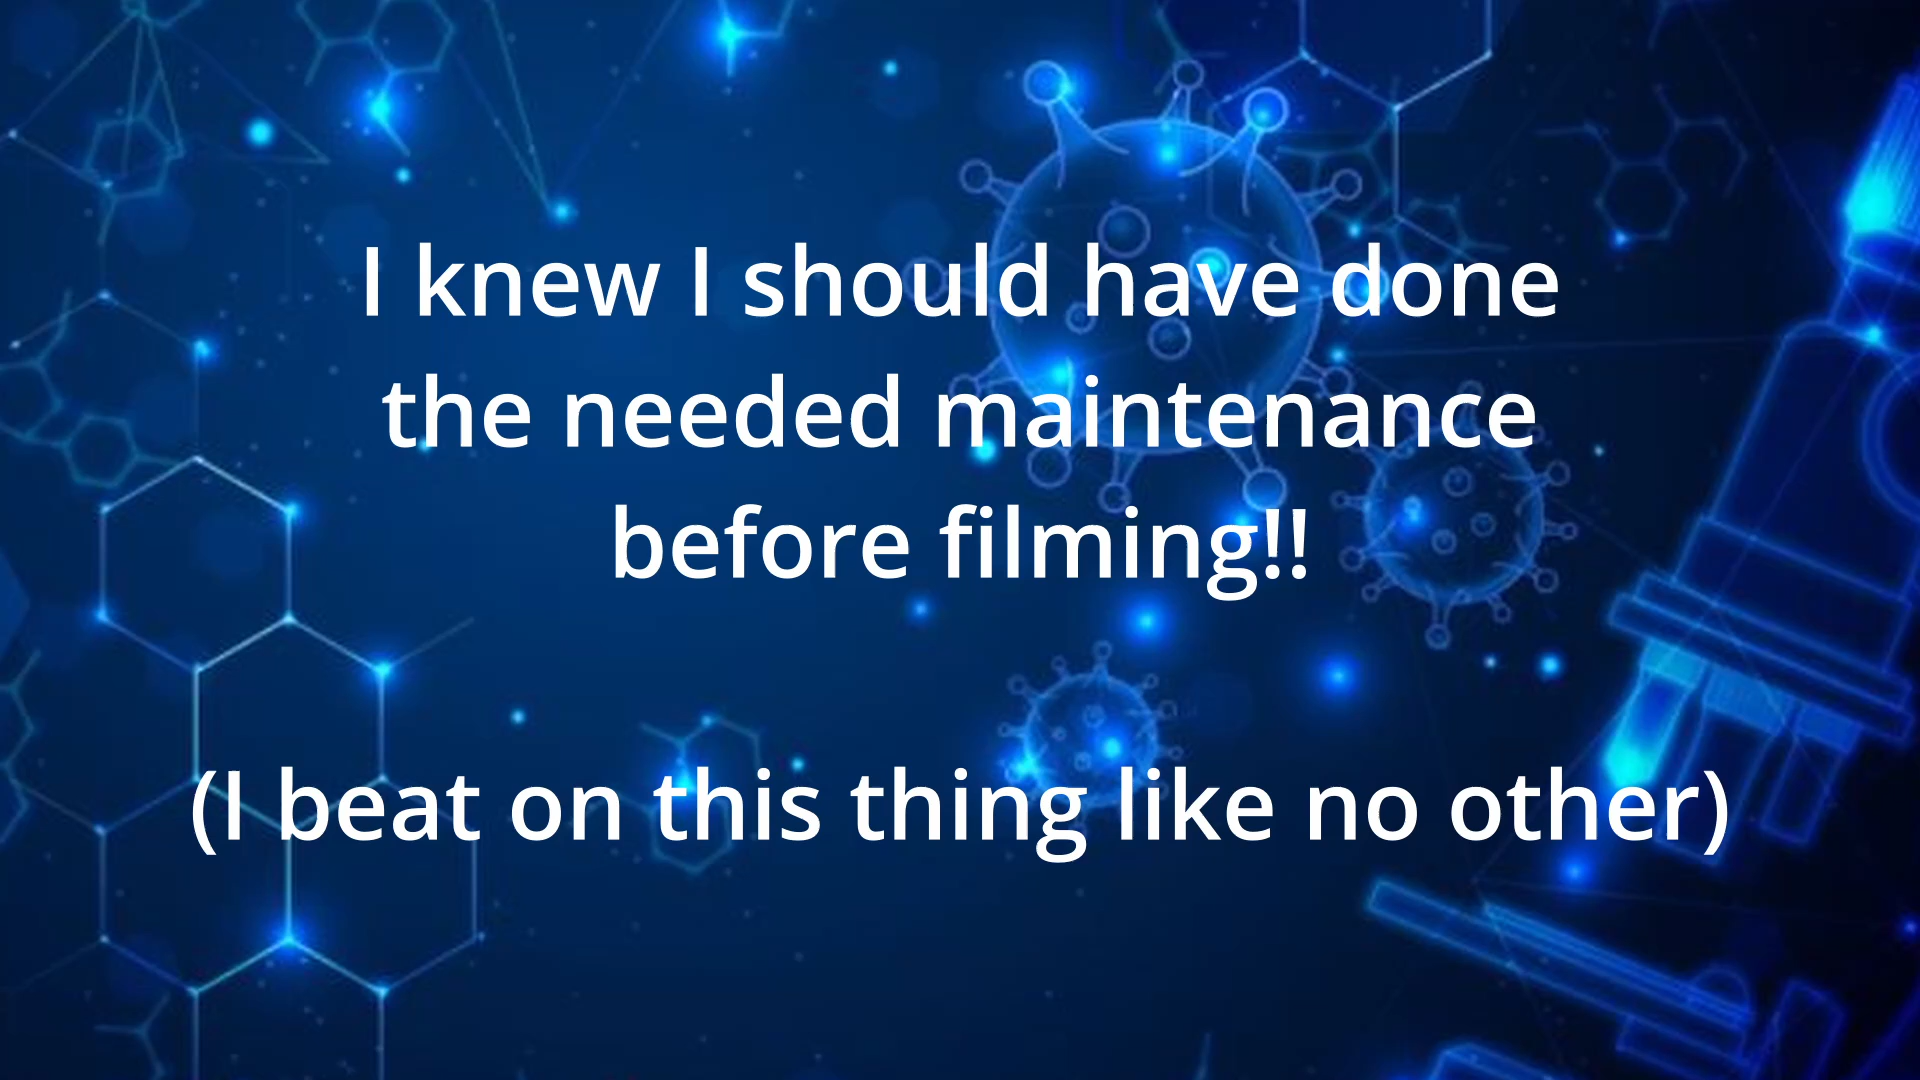 I knew I should have done
the needed maintenance
before filming!!
(I beat on this thing like no other)